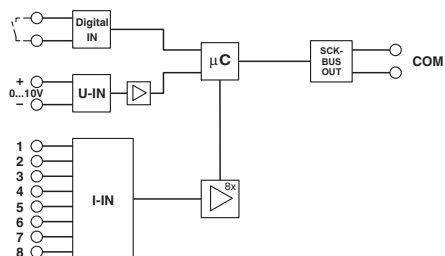 Digital
IN
μC
SCK-
BUS
OUT
COM
+
0...10V
−
U-IN
1
2
3
4
5
6
7
8
I-IN
8x